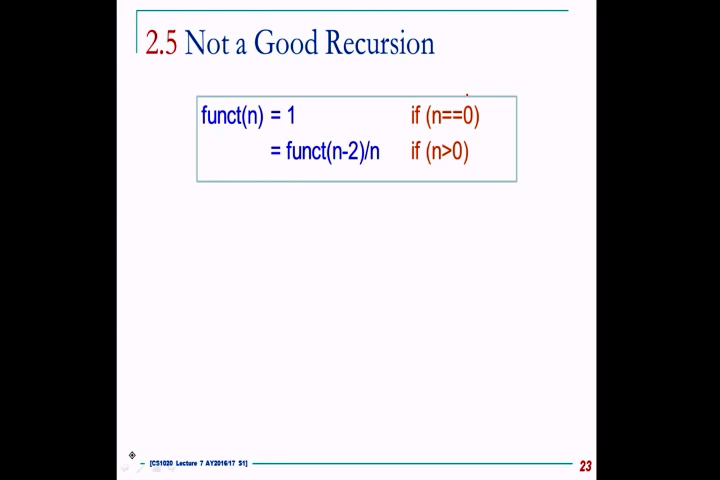 2.5 Not a Good Recursion
funct(n) = 1 if (n==0)
= funct(n-2)/n if (n>0)
[CS1020 Lecture 7 AY2016/17 S1]
23